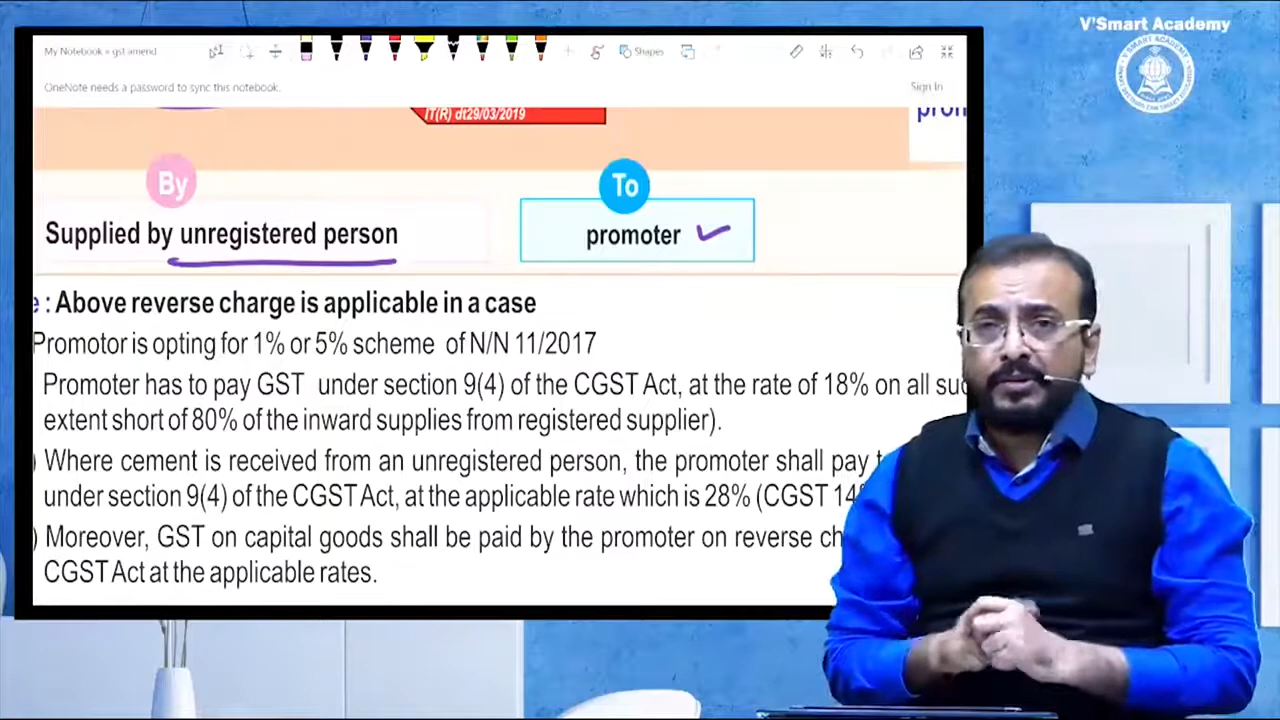 V'Smart Academy
My Notebook » gst amend
Shapes
OneNote needs a password to sync this notebook.
Sign In
IT(R) dt29/03/2019
By
To
Supplied by unregistered person
promoter
: Above reverse charge is applicable in a case
Promotor is opting for 1% or 5% scheme of N/N 11/2017
Promoter has to pay GST under section 9(4) of the CGST Act, at the rate of 18% on all
extent short of 80% of the inward supplies from registered supplier).
) Where cement is received from an unregistered person, the promoter shall pay
under section 9(4) of the CGST Act, at the applicable rate which is 28% (CGST
) Moreover, GST on capital goods shall be paid by the promoter on reverse
CGST Act at the applicable rates.